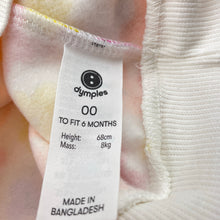 dymples
00
TO FIT 6 MONTHS
Height: 68cm
Mass: 8kg
MADE IN
BANGLADESH